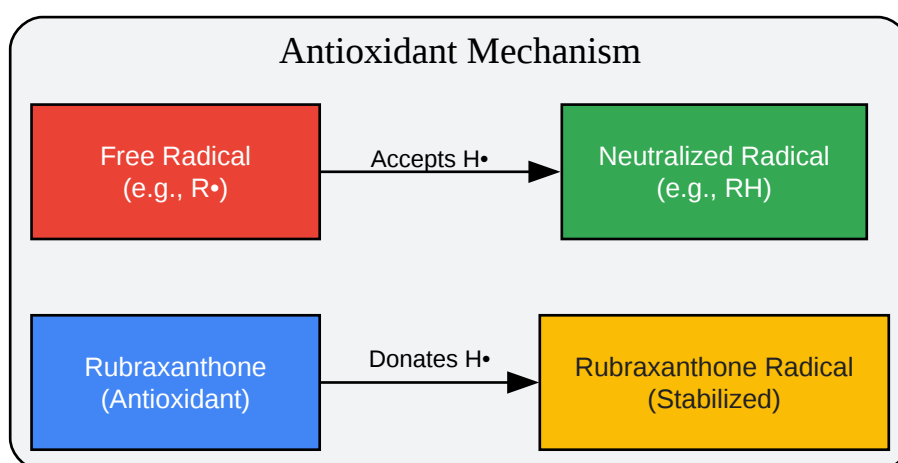 Antioxidant Mechanism
Free Radical
(e.g., R•)
Accepts H•
Neutralized Radical
(e.g., RH)
Rubraxanthone
(Antioxidant)
Donates H•
Rubraxanthone Radical
(Stabilized)